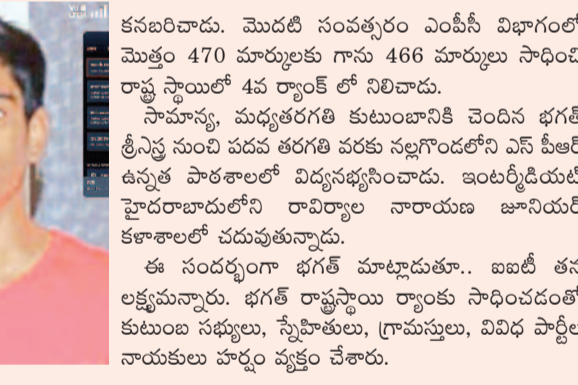 కనబరిచాడు. మొదటి సంవత్సరం ఎంపీసీ విభాగంలో
మొత్తం 470 మార్కులకు గాను 466 మార్కులు సాధించి
రాష్ట్ర స్థాయిలో 4వ ర్యాంక్ లో నిలిచాడు.
సామాన్య, మధ్యతరగతి కుటుంబానికి చెందిన భగత్
శ్రీఎస్త్ర నుంచి పదవ తరగతి వరకు నల్లగొండలోని ఎస్ పీఆర్
ఉన్నత పాఠశాలలో విద్యనభ్యసించాడు. ఇంటర్మీడియట్
హైదరాబాదులోని రావిర్యాల నారాయణ జూనియర్
కళాశాలలో చదువుతున్నాడు.
ఈ సందర్భంగా భగత్ మాట్లాడుతూ.. ఐఐటీ తన
లక్ష్యమన్నారు. భగత్ రాష్ట్రస్థాయి ర్యాంకు సాధించడంతో
కుటుంబ సభ్యులు, స్నేహితులు, గ్రామస్తులు, వివిధ పార్టీల
నాయకులు హర్షం వ్యక్తం చేశారు.